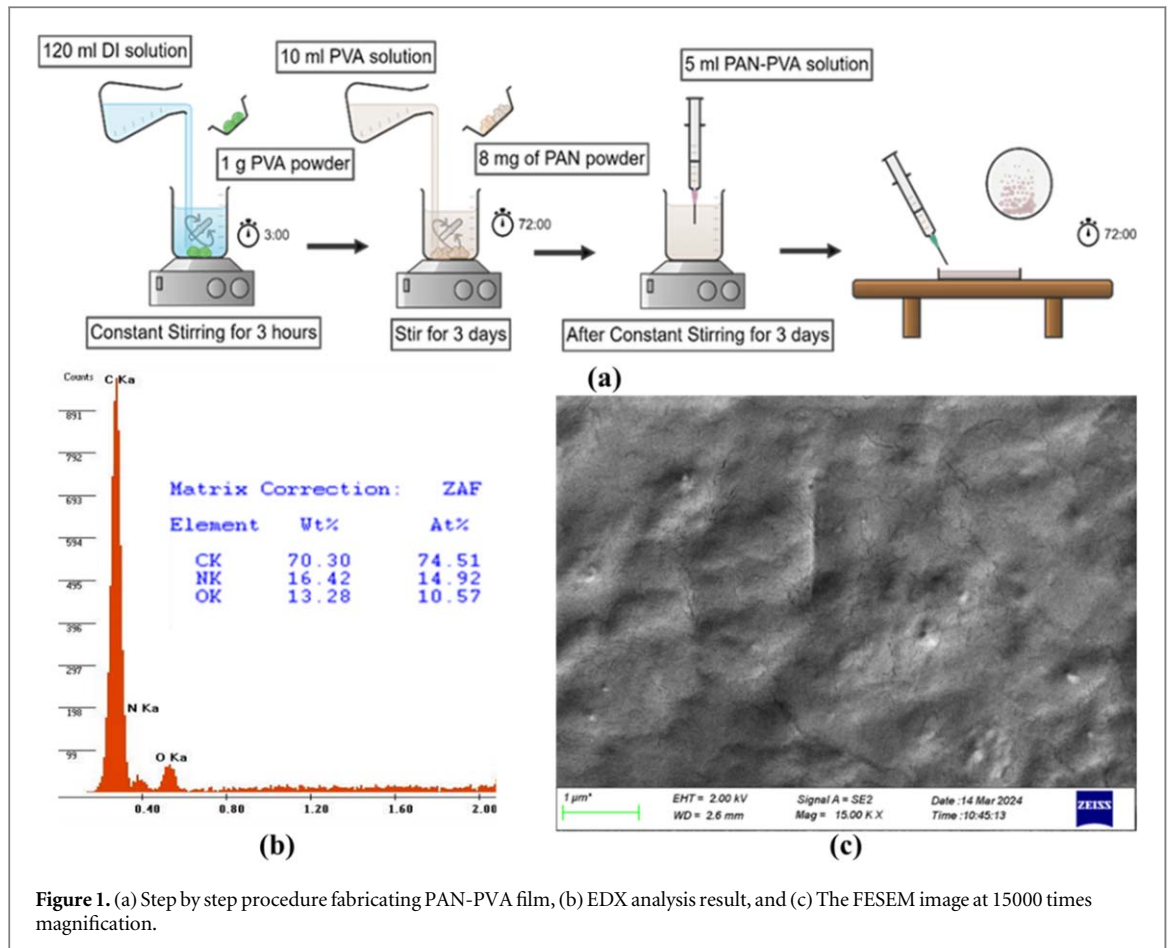 120 ml DI solution
10 ml PVA solution
5 ml PAN-PVA solution
1 g PVA powder
8 mg of PAN powder
3:00
72:00
72:00
Constant Stirring for 3 hours
Stir for 3 days
After Constant Stirring for 3 days
(a)
Counts
C Ka
891
792
693
594
495
396
297
198
99
N Ka
O Ka
0.40 0.80 1.20 1.60 2.00
Matrix Correction: ZAF
Element Wt% At%
CK 70.30 74.51
NK 16.42 14.92
OK 13.28 10.57
(b)
1 µm*
EHT = 2.00 kV
WD = 2.6 mm
Signal A = SE2
Mag = 15.00 K X
Date :14 Mar 2024
Time :10:45:13
ZEISS
(c)
Figure 1. (a) Step by step procedure fabricating PAN-PVA film, (b) EDX analysis result, and (c) The FESEM image at 15000 times
magnification.